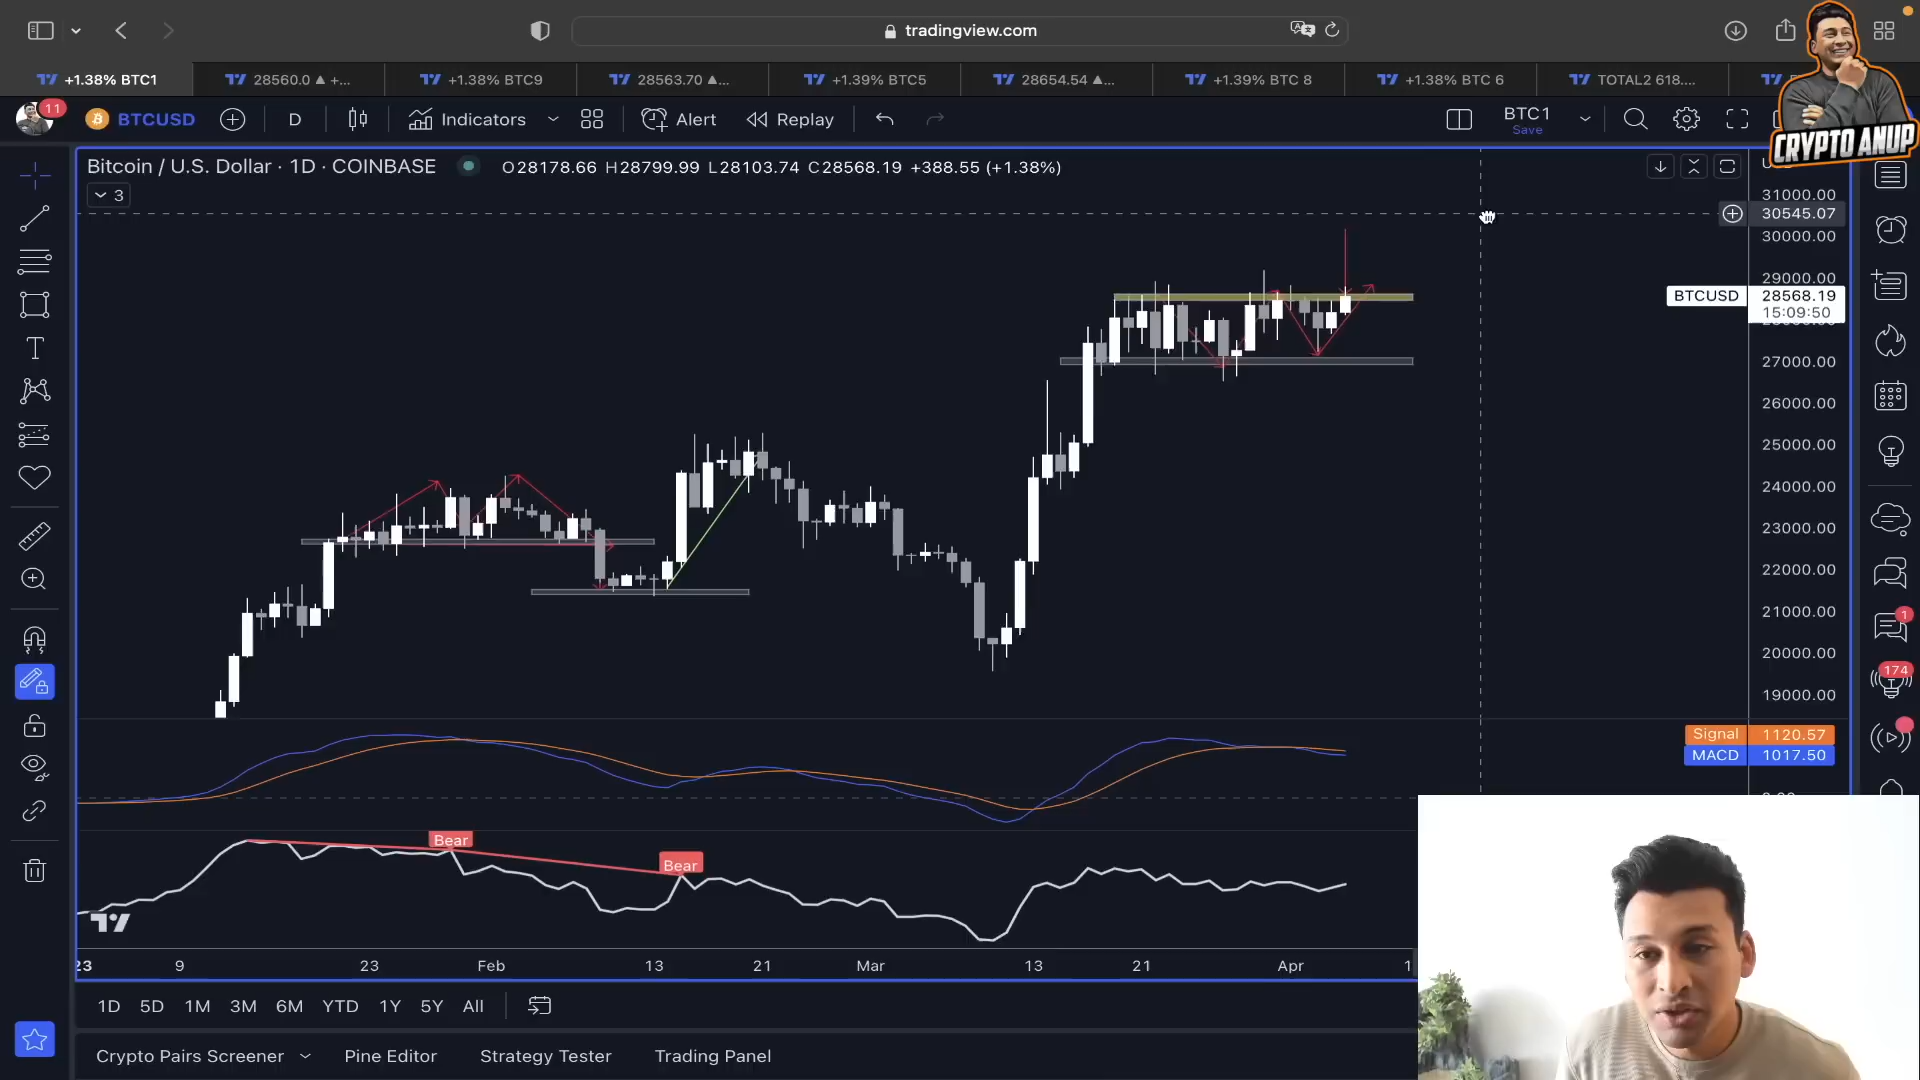 tradingview.com
+1.38% BTC1
28560.0 ▲ +...
+1.38% BTC9
28563.70 ▲...
+1.39% BTC5
28654.54 ▲...
+1.39% BTC 8
+1.38% BTC 6
TOTAL2 618....
CRYPTO ANUP
11
BTCUSD
D
Indicators
Alert
Replay
BTC1
Save
Bitcoin / U.S. Dollar · 1D · COINBASE
O28178.66 H28799.99 L28103.74 C28568.19 +388.55 (+1.38%)
3
31000.00
30545.07
30000.00
29000.00
BTCUSD 28568.19
15:09:50
27000.00
26000.00
25000.00
24000.00
23000.00
22000.00
21000.00
20000.00
19000.00
1
174
Signal 1120.57
MACD 1017.50
Bear
Bear
23 9 23 Feb 13 21 Mar 13 21 Apr 1
1D 5D 1M 3M 6M YTD 1Y 5Y All
Crypto Pairs Screener Pine Editor Strategy Tester Trading Panel